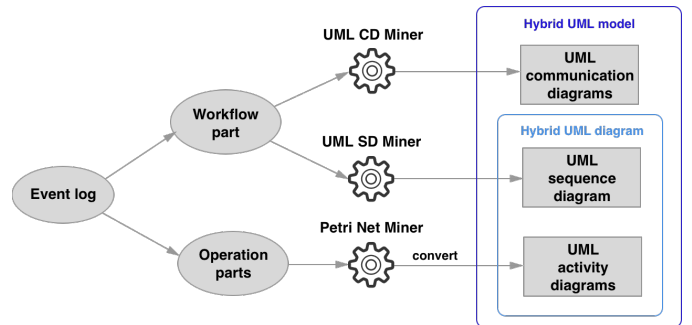 Hybrid UML model
UML CD Miner
UML
communication
diagrams
Workflow
part
Hybrid UML diagram
UML SD Miner
UML
sequence
diagram
Event log
Petri Net Miner
Operation
parts
convert
UML
activity
diagrams